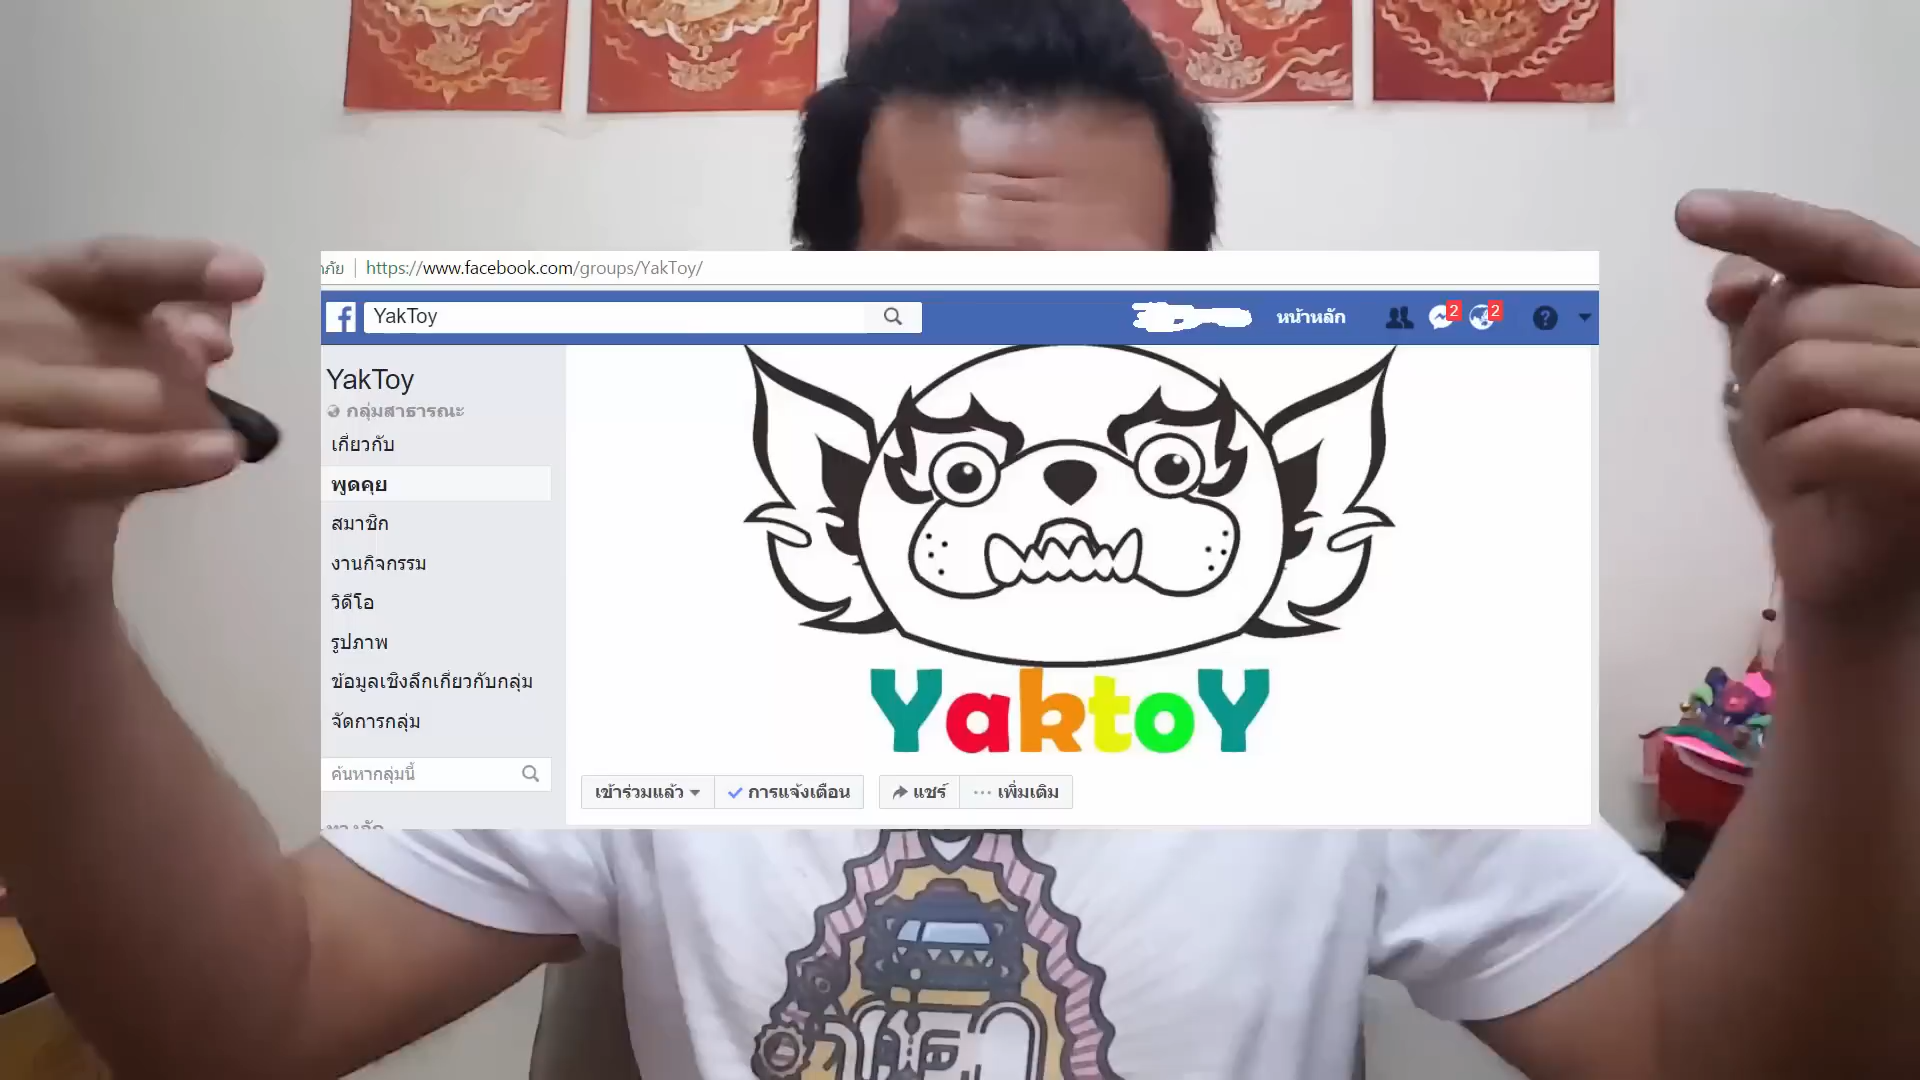 https://www.facebook.com/groups/YakToy/
YakToy
หน้าหลัก
2
2
YakToy
กลุ่มสาธารณะ
เกี่ยวกับ
พูดคุย
สมาชิก
งานกิจกรรม
วิดีโอ
รูปภาพ
ข้อมูลเชิงลึกเกี่ยวกับกลุ่ม
จัดการกลุ่ม
ค้นหากลุ่มนี้
YaktoY
เข้าร่วมแล้ว
การแจ้งเตือน
แชร์
เพิ่มเติม